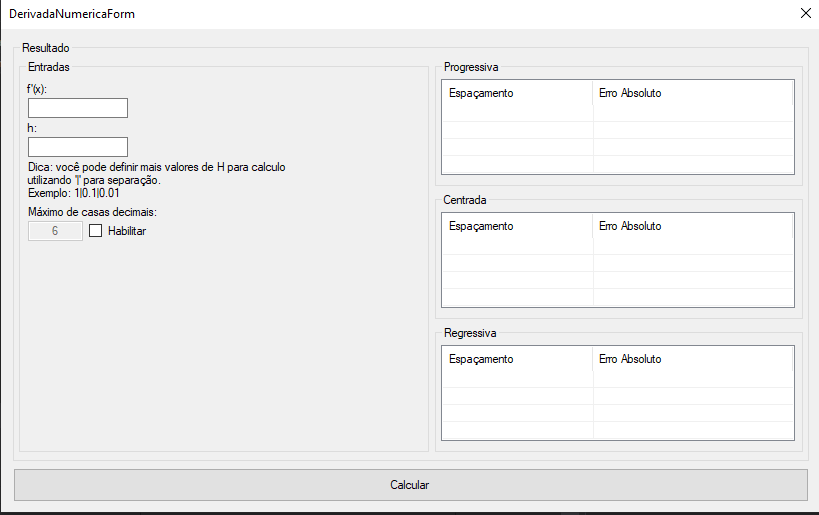 DerivadaNumericaForm
Resultado
Entradas
f'(x):
h:
Dica: você pode definir mais valores de H para calculo
utilizando '|' para separação.
Exemplo: 1|0.1|0.01
Máximo de casas decimais:
6 Habilitar
Progressiva
Espaçamento Erro Absoluto
Centrada
Espaçamento Erro Absoluto
Regressiva
Espaçamento Erro Absoluto
Calcular